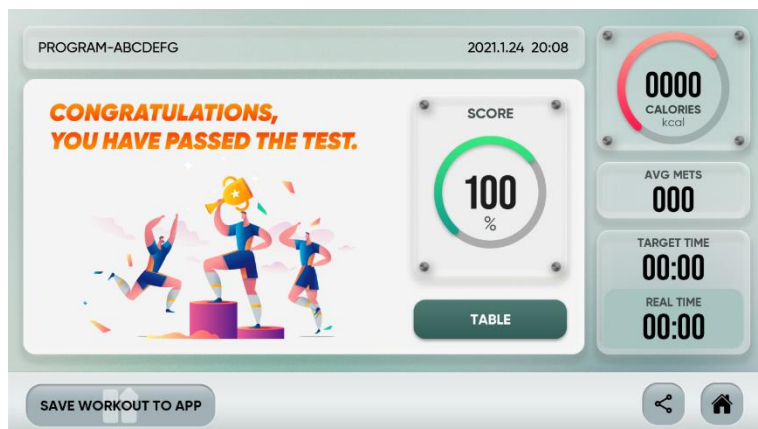 PROGRAM-ABCDEFG
2021.1.24 20:08
CONGRATULATIONS,
YOU HAVE PASSED THE TEST.
SCORE
100
%
TABLE
0000
CALORIES
kcal
AVG METS
000
TARGET TIME
00:00
REAL TIME
00:00
SAVE WORKOUT TO APP